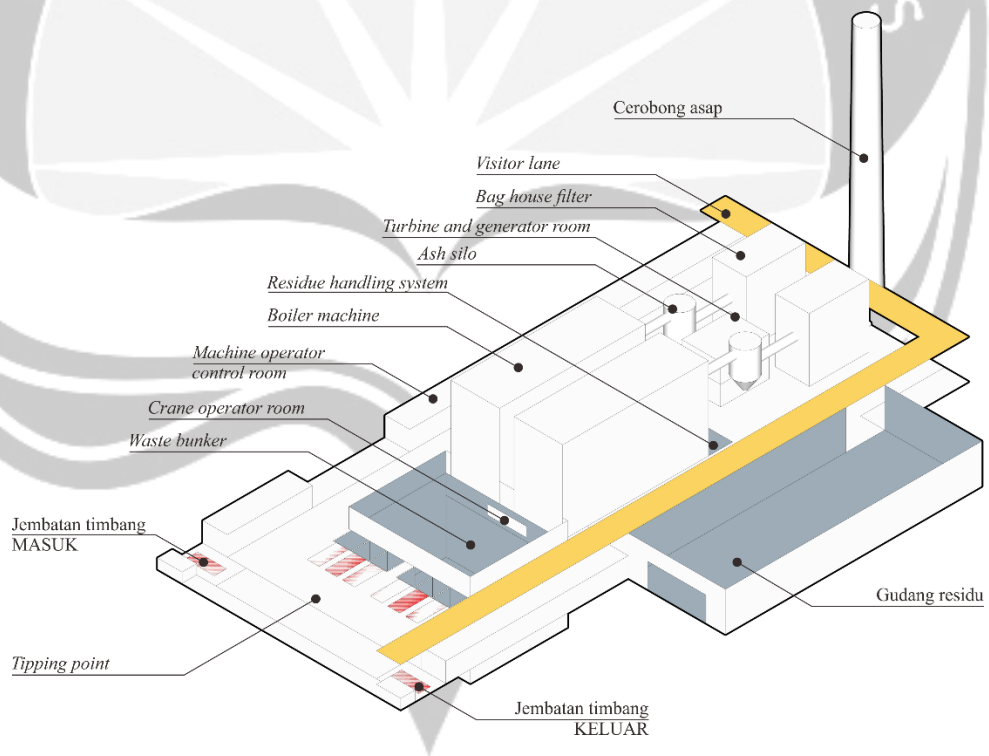 Cerobong asap
Visitor lane
Bag house filter
Turbine and generator room
Ash silo
Residue handling system
Boiler machine
Machine operator
control room
Crane operator room
Waste bunker
Jembatan timbang
MASUK
Gudang residu
Tipping point
Jembatan timbang
KELUAR